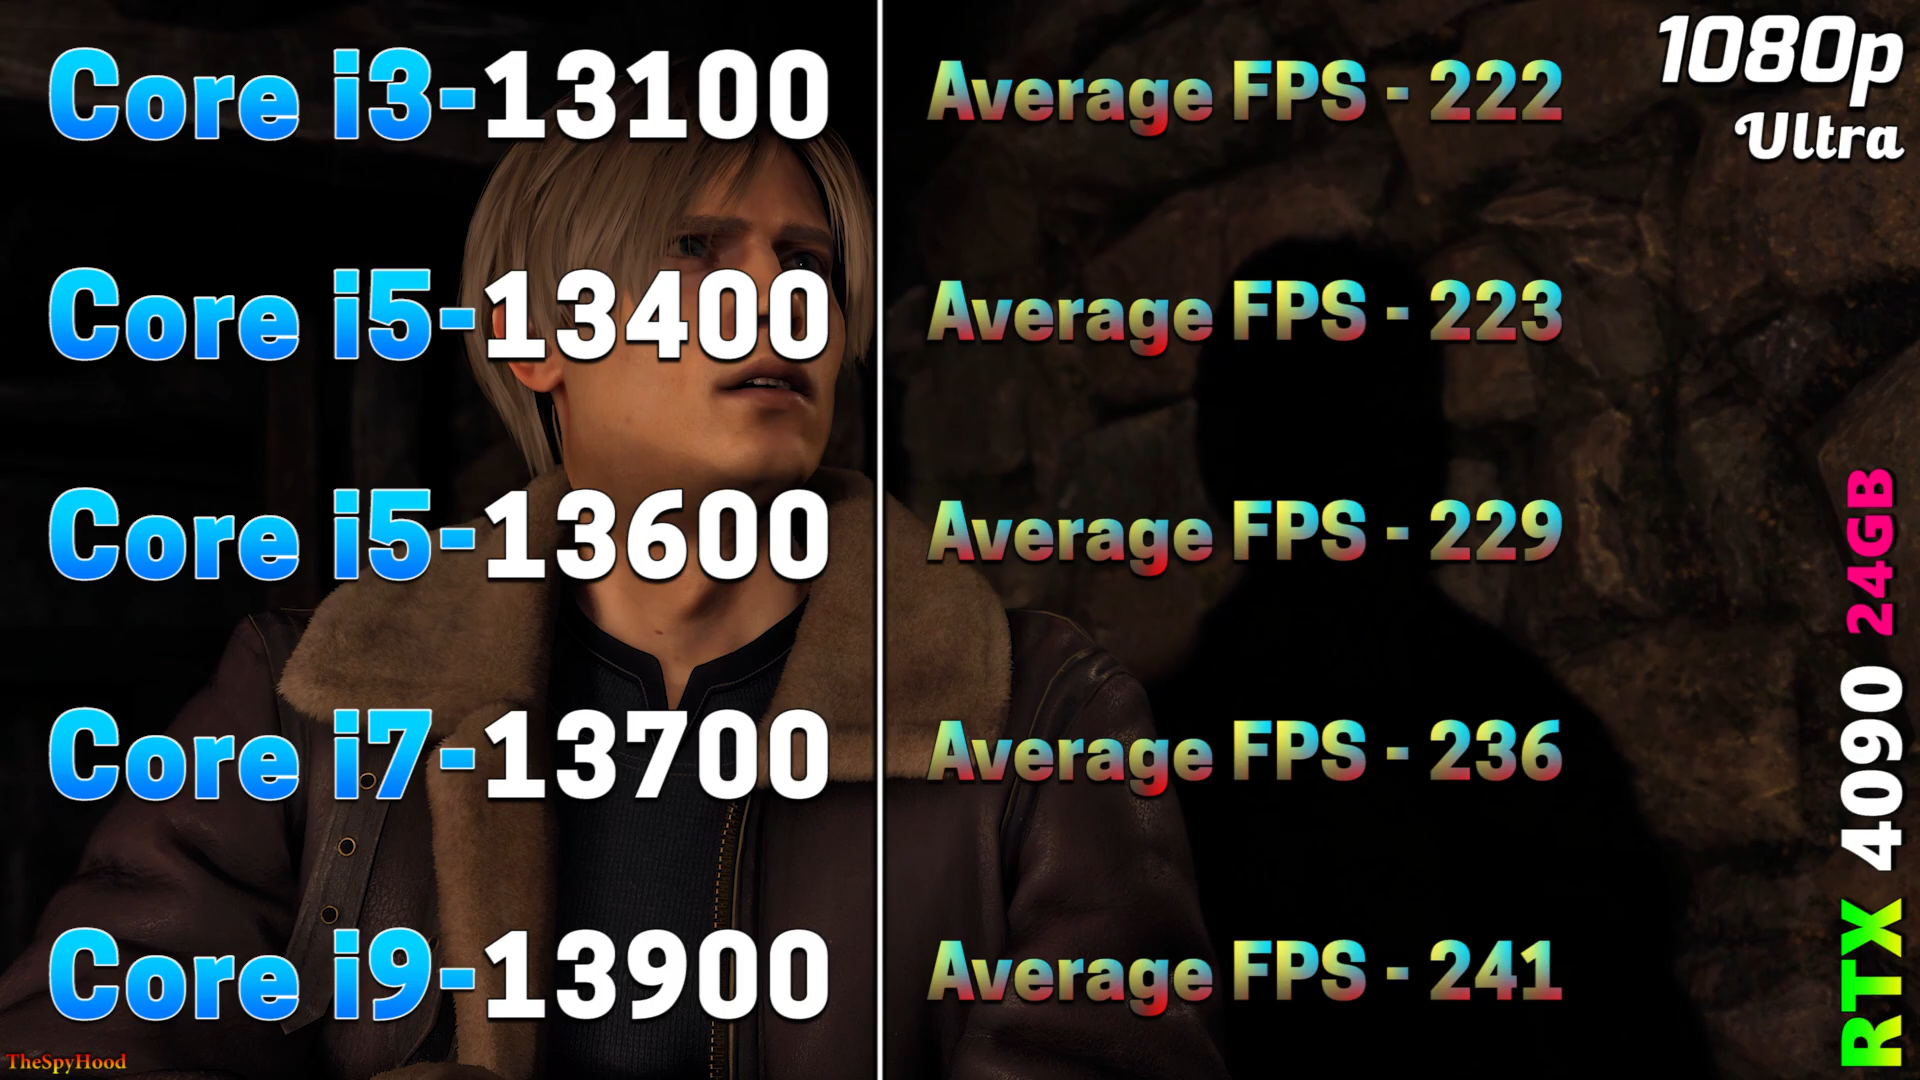 Core i3-13100 Average FPS - 222
1080p
Ultra
Core i5-13400 Average FPS - 223
Core i5-13600 Average FPS - 229
Core i7-13700 Average FPS - 236
Core i9-13900 Average FPS - 241
RTX 4090 24GB
TheSpyHood